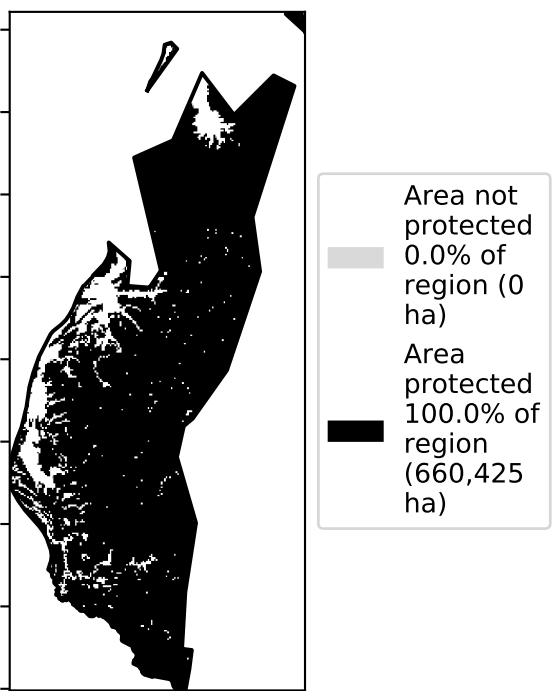 Area not
protected
0.0% of
region (0
ha)
Area
protected
100.0% of
region
(660,425
ha)